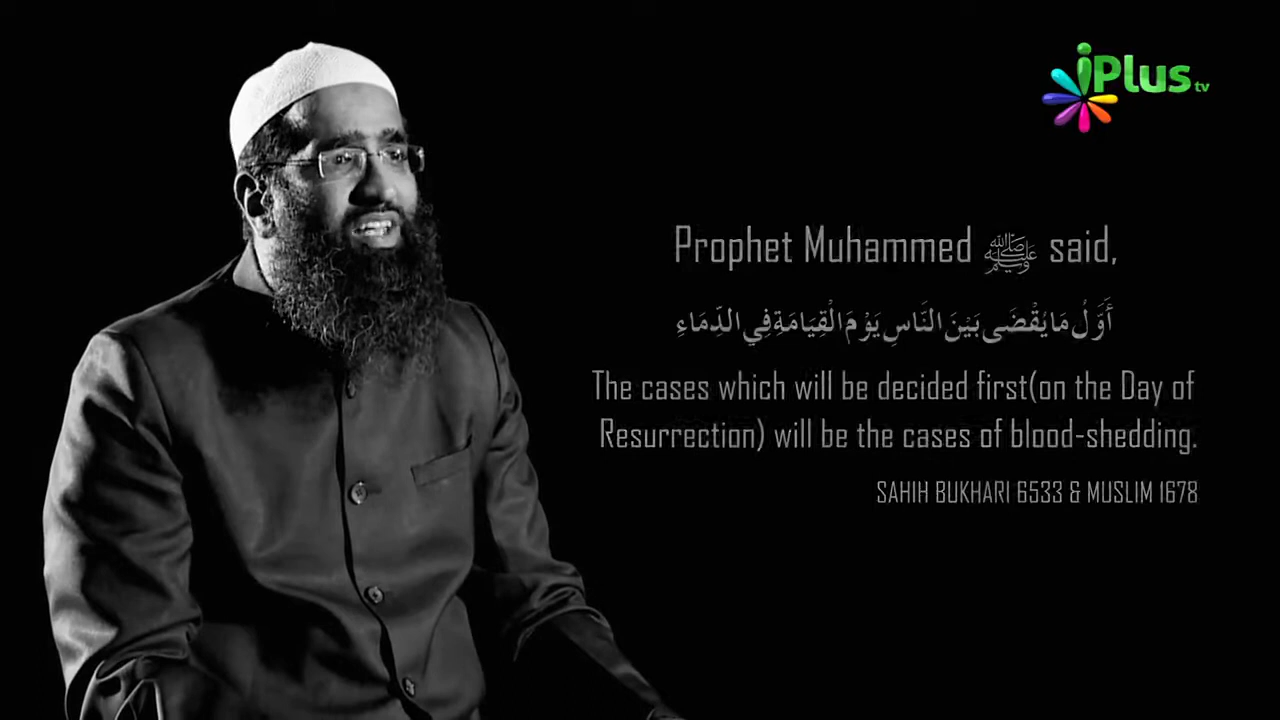 iPlus tv
Prophet Muhammed ﷺ said,
أَوَّلُ مَا يُقْضَى بَيْنَ النَّاسِ يَوْمَ الْقِيَامَةِ فِي الدِّمَاءِ
The cases which will be decided first(on the Day of
Resurrection) will be the cases of blood-shedding.
SAHIH BUKHARI 6533 & MUSLIM 1678